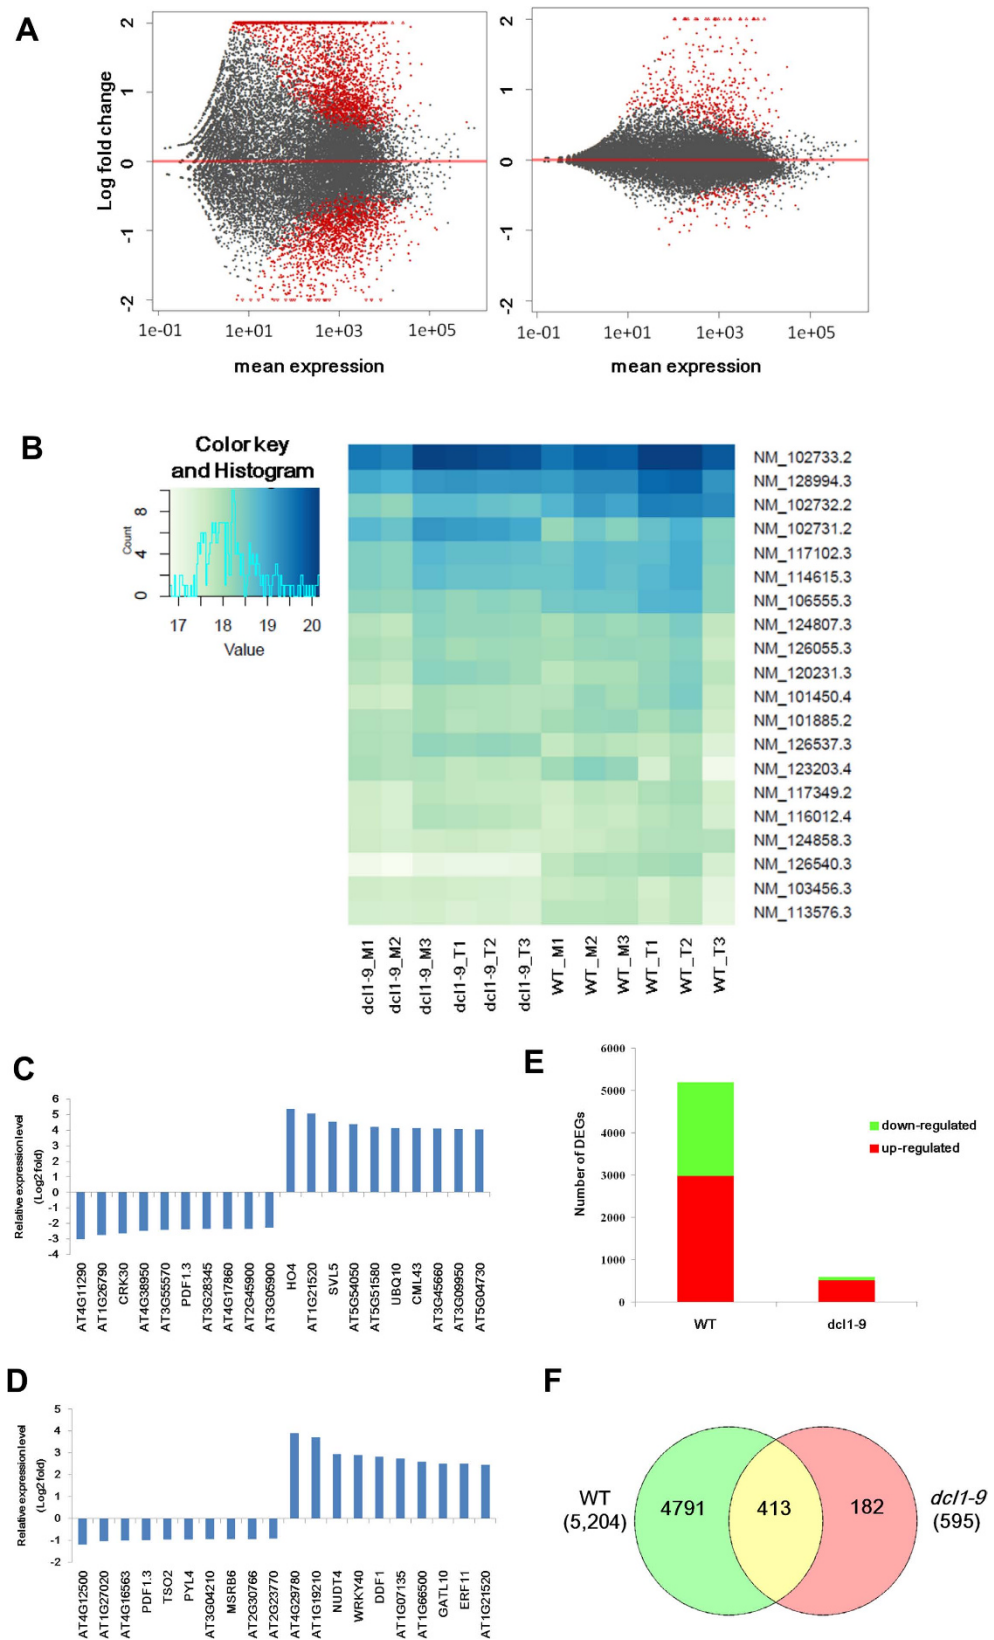 A
Log fold change
2
1
0
-1
-2
1e-01
1e+01
1e+03
1e+05
mean expression
2
1
0
-1
-2
1e-01
1e+01
1e+03
1e+05
mean expression
B
Color key
and Histogram
Count
8
4
0
17
18
19
20
Value
NM_102733.2
NM_128994.3
NM_102732.2
NM_102731.2
NM_117102.3
NM_114615.3
NM_106555.3
NM_124807.3
NM_126055.3
NM_120231.3
NM_101450.4
NM_101885.2
NM_126537.3
NM_123203.4
NM_117349.2
NM_116012.4
NM_124858.3
NM_126540.3
NM_103456.3
NM_113576.3
dcl1-9_M1
dcl1-9_M2
dcl1-9_M3
dcl1-9_T1
dcl1-9_T2
dcl1-9_T3
WT_M1
WT_M2
WT_M3
WT_T1
WT_T2
WT_T3
C
Relative expression level
(Log2 fold)
6
5
4
3
2
1
0
-1
-2
-3
-4
AT4G11290
AT1G26790
CRK30
AT4G38950
AT3G55570
PDF1.3
AT3G28345
AT4G17860
AT2G45900
AT3G05900
HO4
AT1G21520
SVL5
AT5G54050
AT5G51580
UBQ10
CML43
AT3G45660
AT3G09950
AT5G04730
E
Number of DEGs
6000
5000
4000
3000
2000
1000
0
WT
dcl1-9
down-regulated
up-regulated
D
Relative expression level
(Log2 fold)
5
4
3
2
1
0
-1
-2
AT4G12500
AT1G27020
AT4G16563
PDF1.3
TSO2
PYL4
AT3G04210
MSRB6
AT2G30766
AT2G23770
AT4G29780
AT1G19210
NUDT4
WRKY40
DDF1
AT1G07135
AT1G66500
GATL10
ERF11
AT1G21520
F
WT
(5,204)
4791
413
182
dcl1-9
(595)